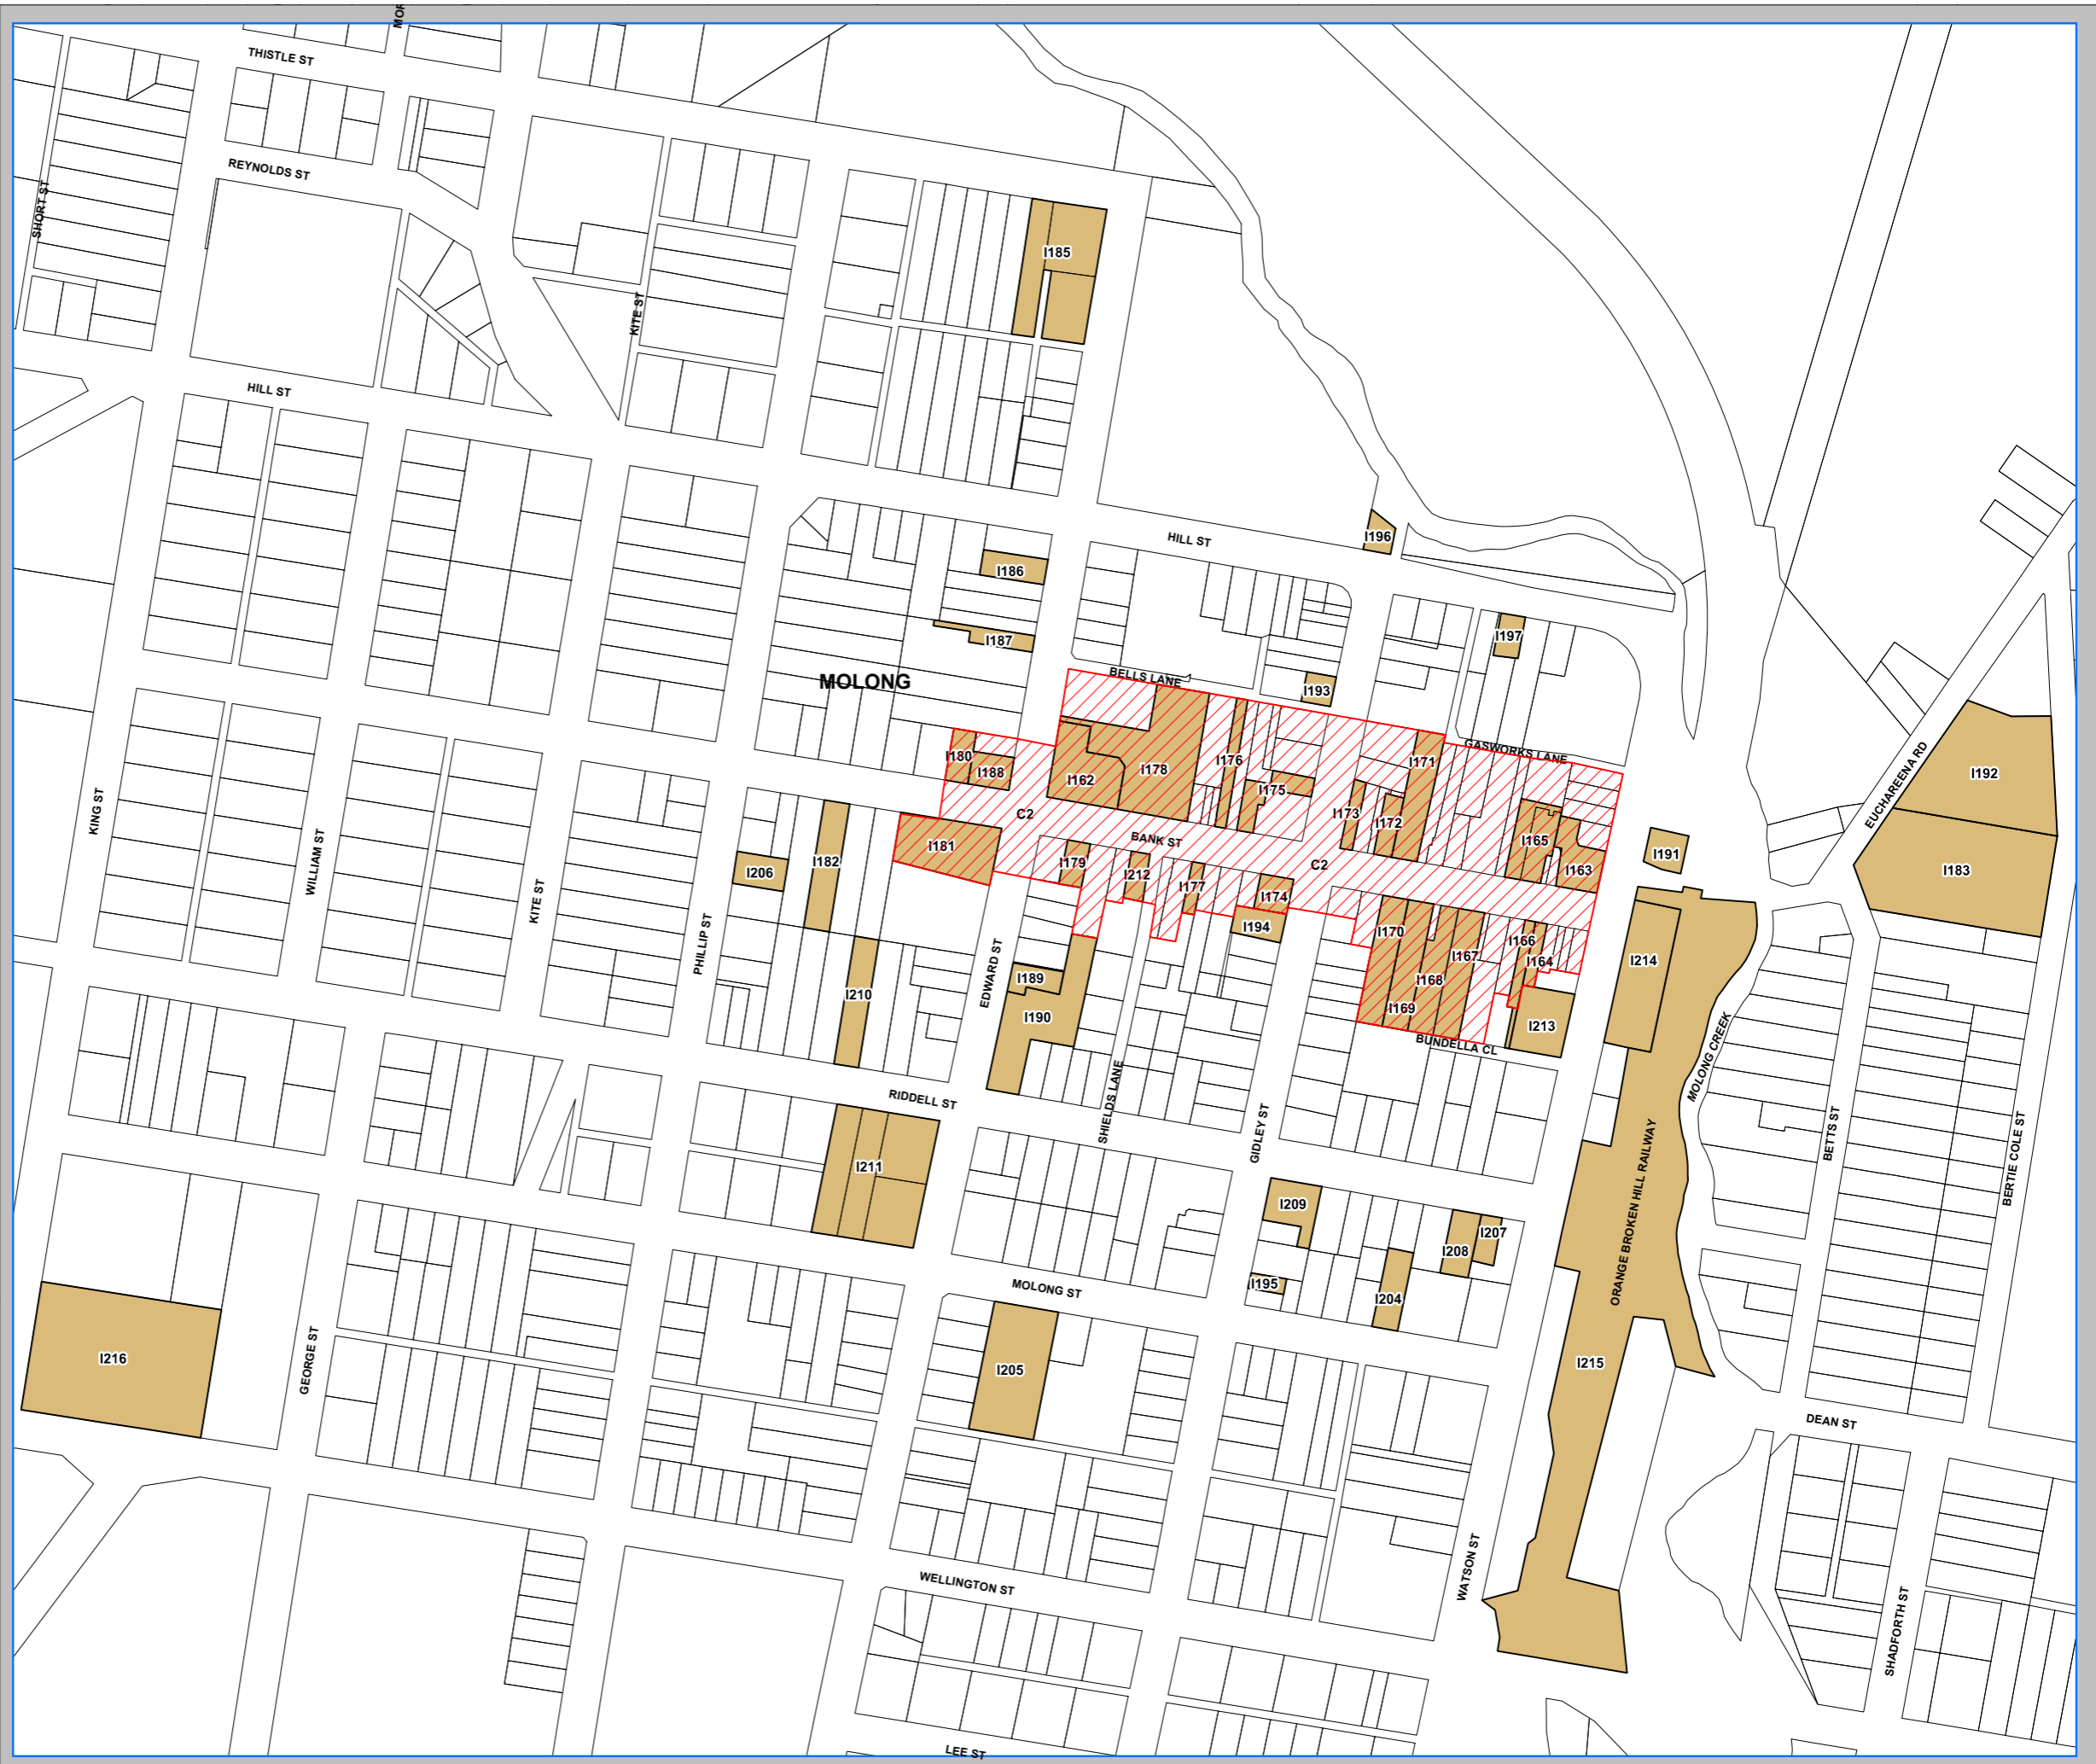 MOR
THISTLE ST
REYNOLDS ST
SHORT ST
I185
KITE ST
HILL ST
HILL ST
I196
I186
I197
I187
MOLONG
BELLS LANE
I193
GASWORKS LANE
I180
I188
I162
I178
I176
I175
I171
I173
I172
I165
I163
I192
EUCHAREENA RD
C2
BANK ST
C2
I191
I183
KING ST
WILLIAM ST
KITE ST
I206
I182
I181
I179
I212
I177
I174
I194
I170
I167
I166
I164
I168
I169
I214
PHILLIP ST
I210
EDWARD ST
I189
I190
I213
BUNDELLA CL
MOLONG CREEK
RIDDELL ST
SHIELDS LANE
GIDLEY ST
BETTS ST
BERTIE COLE ST
I211
ORANGE BROKEN HILL RAILWAY
I209
I208
I207
I195
I204
MOLONG ST
I216
GEORGE ST
I205
I215
DEAN ST
WELLINGTON ST
WATSON ST
SHADFORTH ST
LEE ST